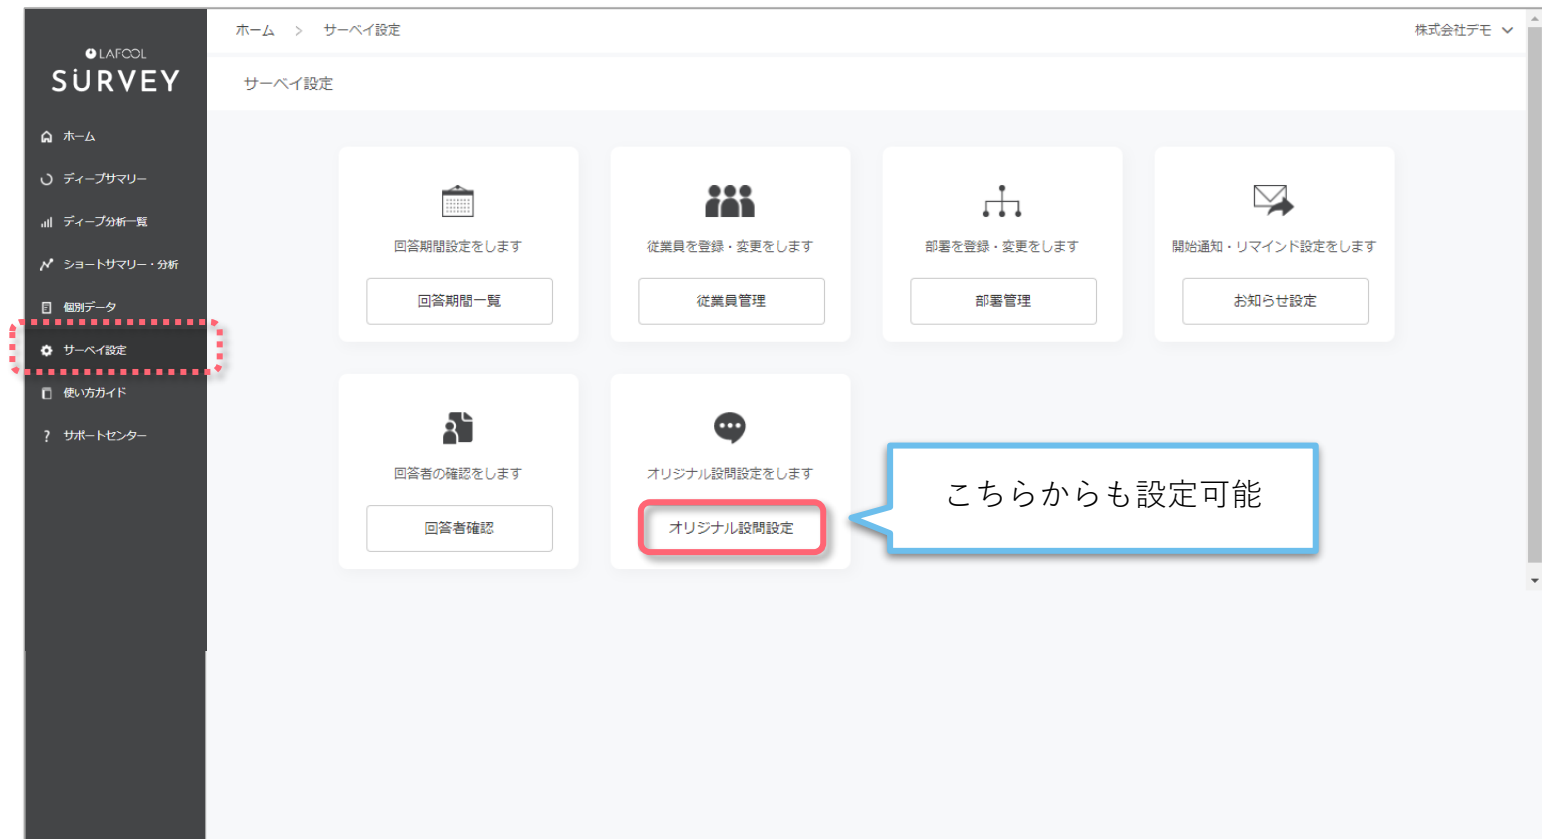 LAFOOL
SURVEY
ホーム
ディープサマリー
ディープ分析一覧
ショートサマリー・分析
個別データ
サーベイ設定
使い方ガイド
? サポートセンター
ホーム > サーベイ設定
株式会社デモ
サーベイ設定
回答期間設定をします
回答期間一覧
従業員を登録・変更をします
従業員管理
部署を登録・変更をします
部署管理
開始通知・リマインド設定をします
お知らせ設定
回答者の確認をします
回答者確認
オリジナル設問設定をします
オリジナル設問設定
こちらからも設定可能